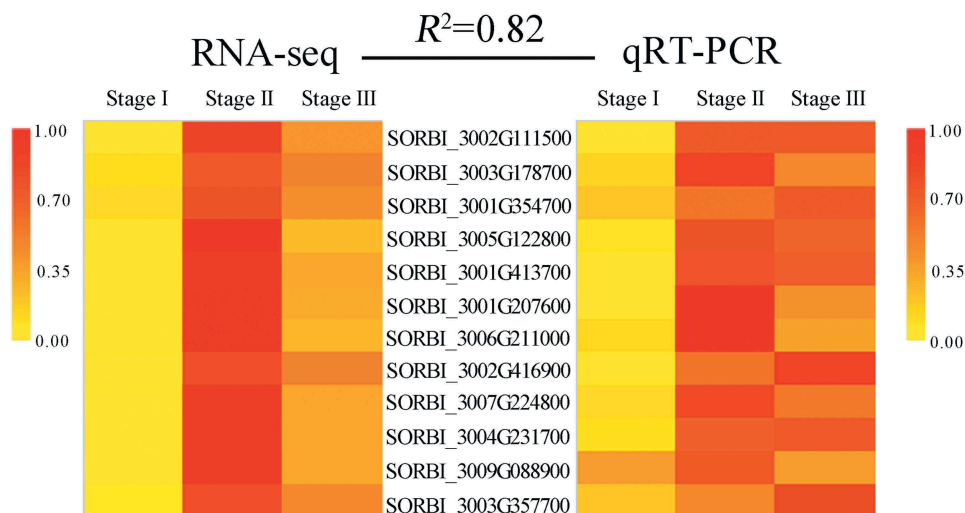 R²=0.82
RNA-seq qRT-PCR
Stage I Stage II Stage III Stage I Stage II Stage III
1.00
0.70
0.35
0.00
SORBI_3002G111500
SORBI_3003G178700
SORBI_3001G354700
SORBI_3005G122800
SORBI_3001G413700
SORBI_3001G207600
SORBI_3006G211000
SORBI_3002G416900
SORBI_3007G224800
SORBI_3004G231700
SORBI_3009G088900
SORBI_3003G357700
1.00
0.70
0.35
0.00